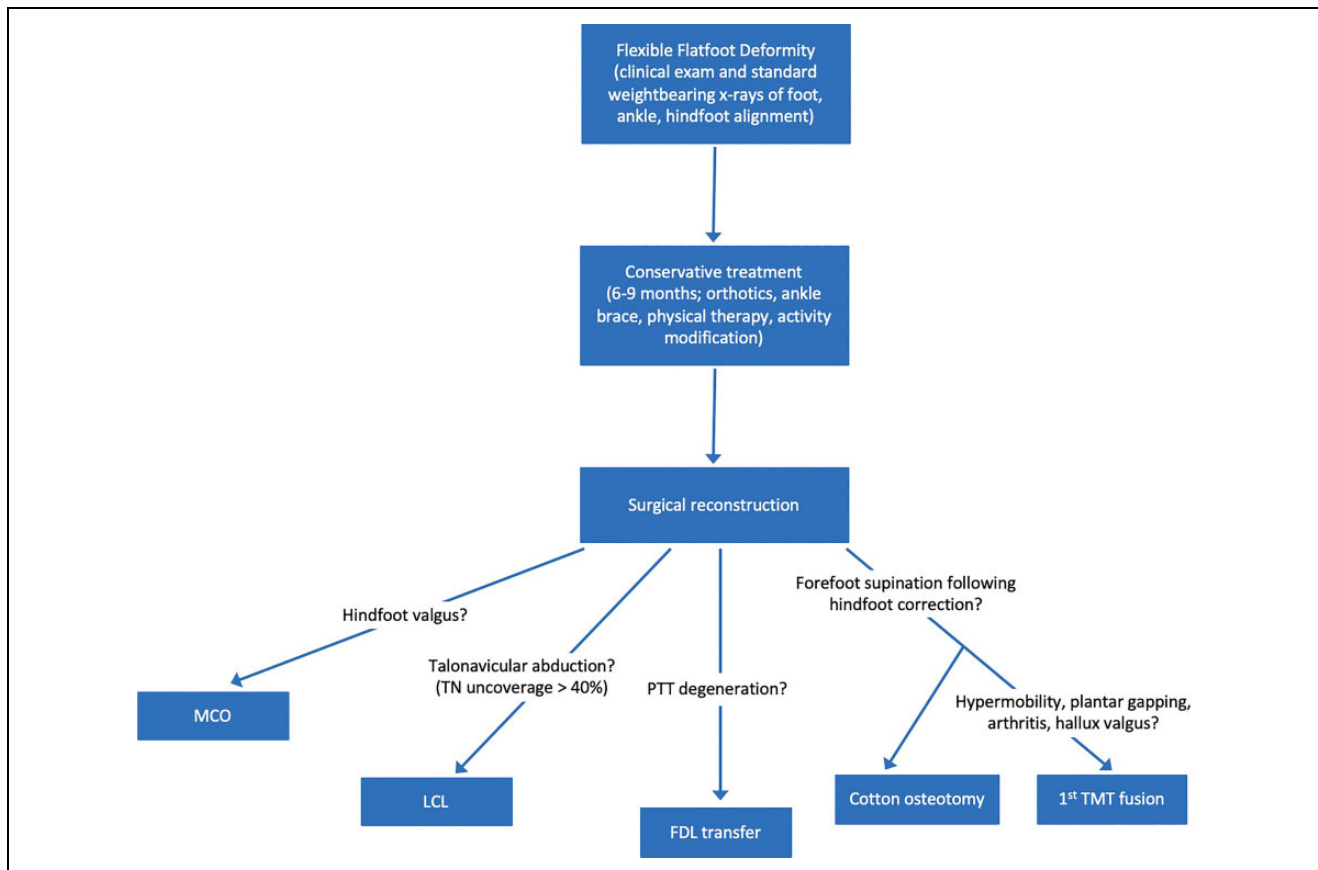 Flexible Flatfoot Deformity
(clinical exam and standard
weightbearing x-rays of foot,
ankle, hindfoot alignment)
Conservative treatment
(6-9 months; orthotics, ankle
brace, physical therapy, activity
modification)
Surgical reconstruction
Hindfoot valgus?
MCO
Talonavicular abduction?
(TN uncoverage > 40%)
LCL
PTT degeneration?
FDL transfer
Forefoot supination following
hindfoot correction?
Cotton osteotomy
Hypermobility, plantar gapping,
arthritis, hallux valgus?
1st TMT fusion